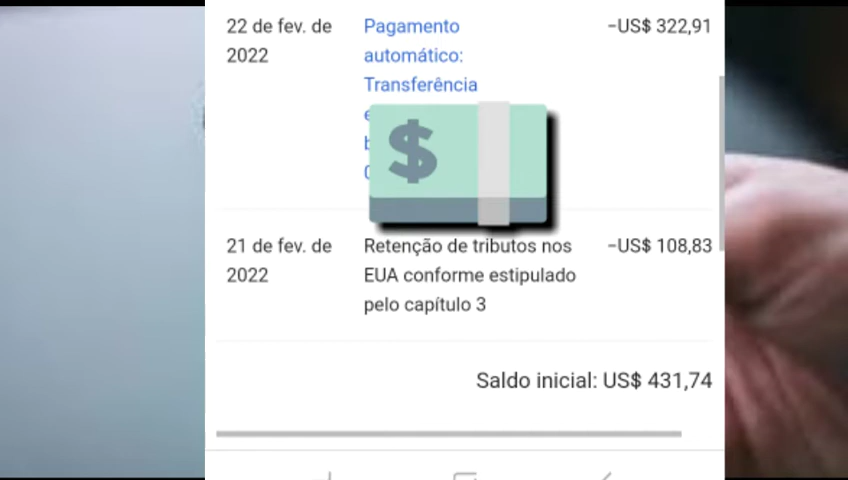 22 de fev. de
2022
Pagamento
automático:
Transferência
−US$ 322,91
$
21 de fev. de
2022
Retenção de tributos nos
EUA conforme estipulado
pelo capítulo 3
−US$ 108,83
Saldo inicial: US$ 431,74